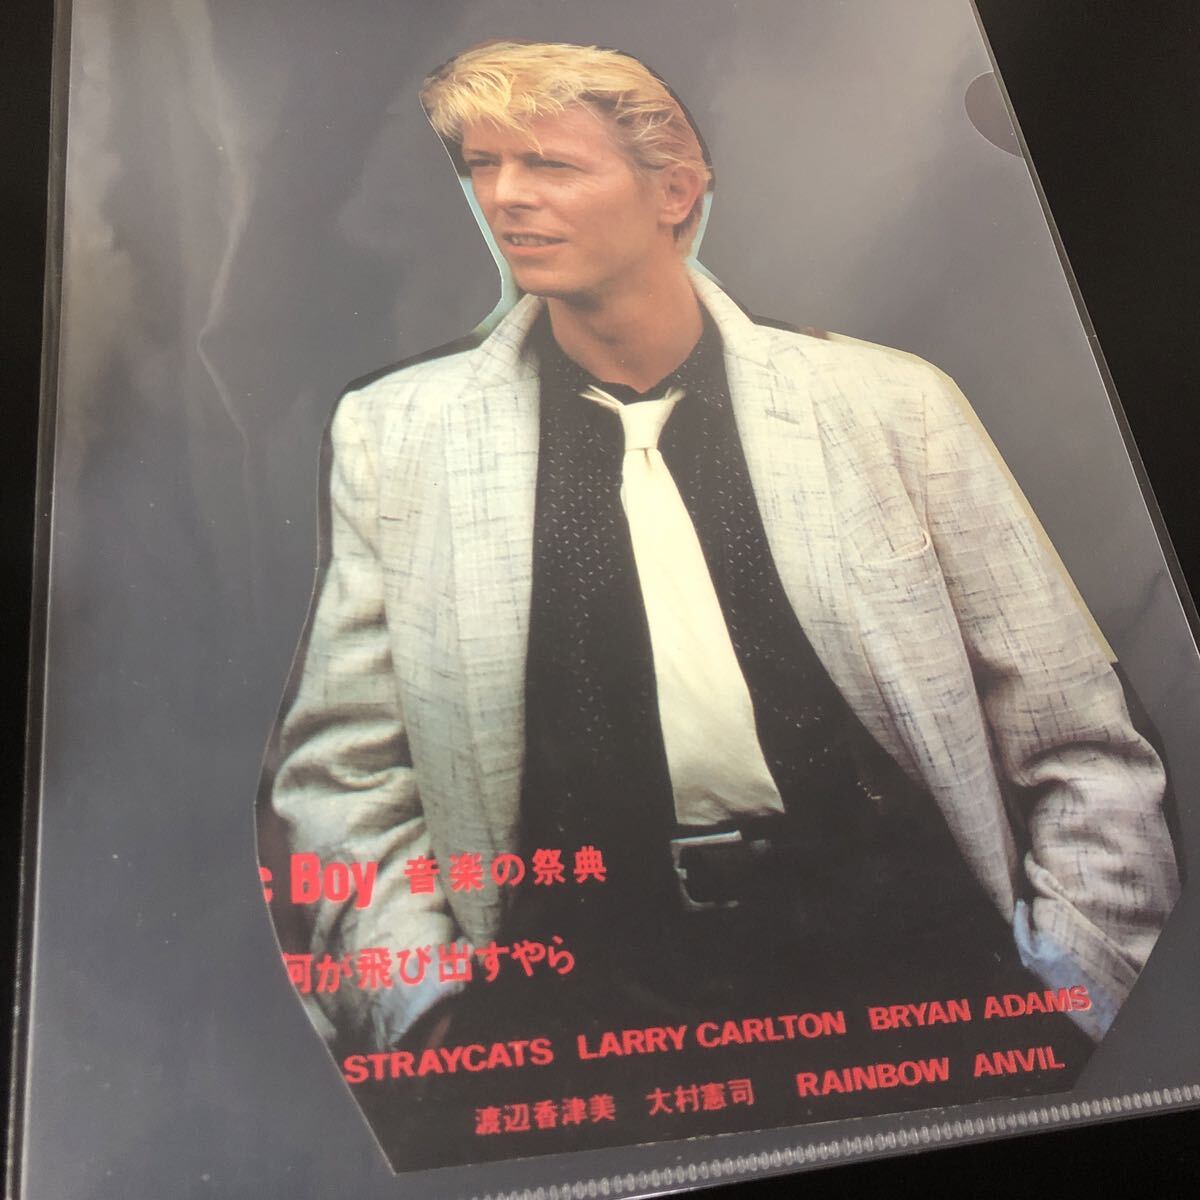 Boy 音楽の祭典
何が飛び出すやら
STRAYCATS LARRY CARLTON BRYAN ADAMS
渡辺香津美 大村憲司 RAINBOW ANVIL